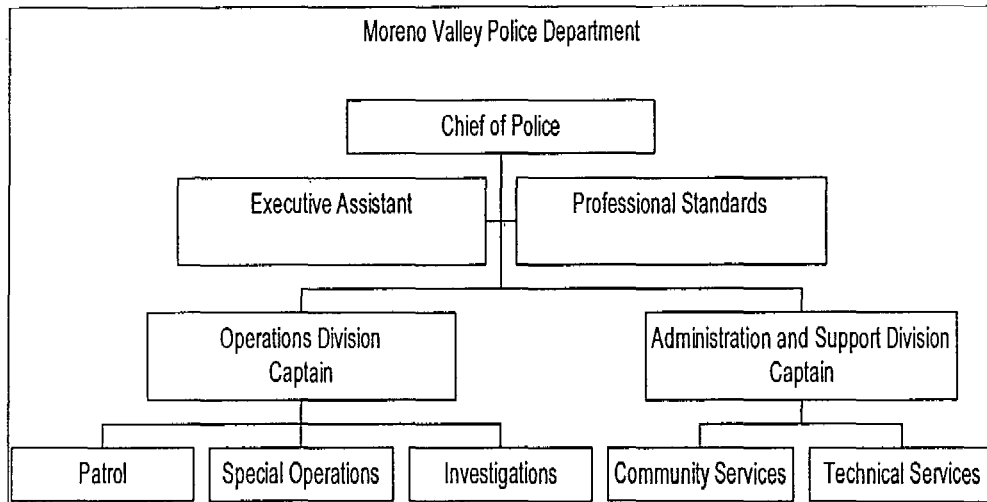 Moreno Valley Police Department
Chief of Police
Executive Assistant
Professional Standards
Operations Division
Captain
Administration and Support Division
Captain
Patrol
Special Operations
Investigations
Community Services
Technical Services